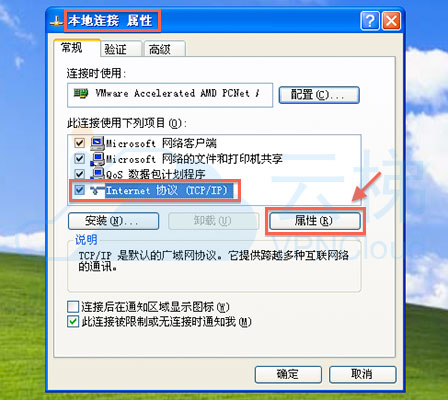 本地连接 属性
常规 验证 高级
连接时使用:
VMware Accelerated AMD PCNet A
配置(C)...
此连接使用下列项目(O):
Microsoft 网络客户端
Microsoft 网络的文件和打印机共享
QoS 数据包计划程序
Internet 协议 (TCP/IP)
安装(N)... 卸载(U) 属性(R)
说明
TCP/IP 是默认的广域网协议。它提供跨越多种互联网络
的通讯。
连接后在通知区域显示图标(W)
此连接被限制或无连接时通知我(M)
确定 取消
云梯
VPNCloud